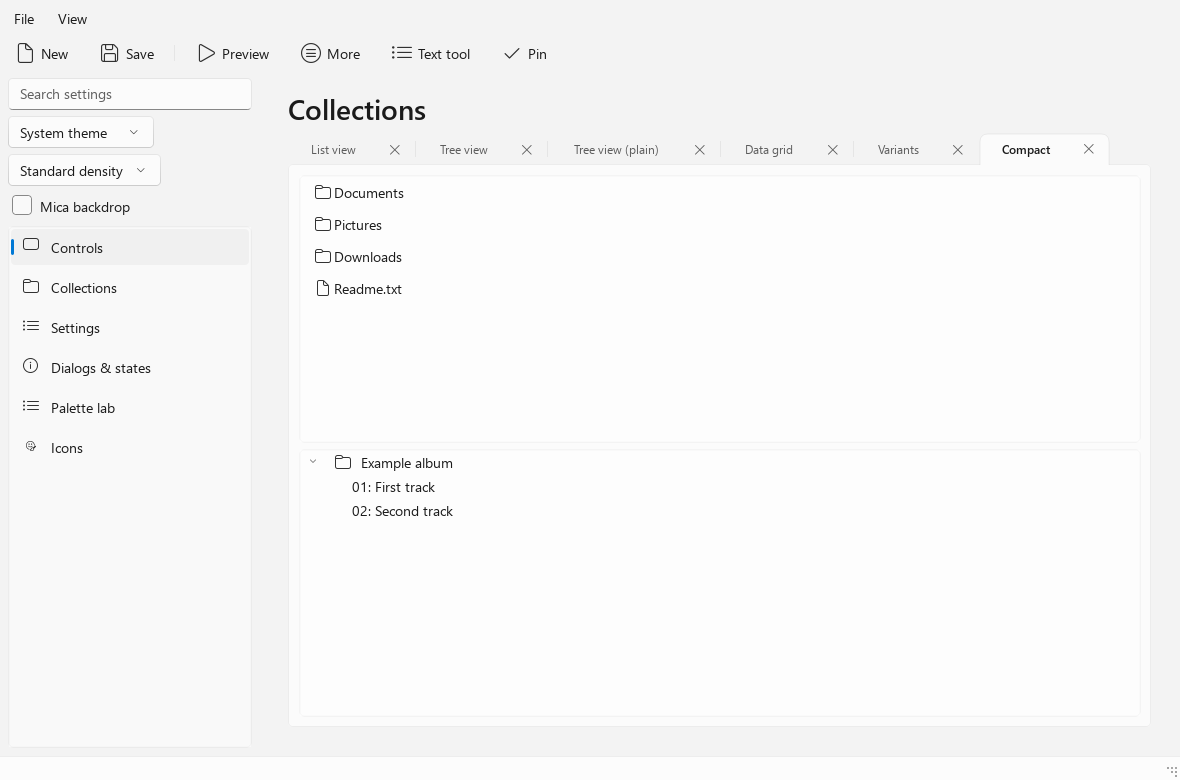 File View
New Save Preview More Text tool Pin
Search settings
System theme
Standard density
Mica backdrop
Controls
Collections
Settings
Dialogs & states
Palette lab
Icons
Collections
List view Tree view Tree view (plain) Data grid Variants Compact
Documents
Pictures
Downloads
Readme.txt
Example album
01: First track
02: Second track